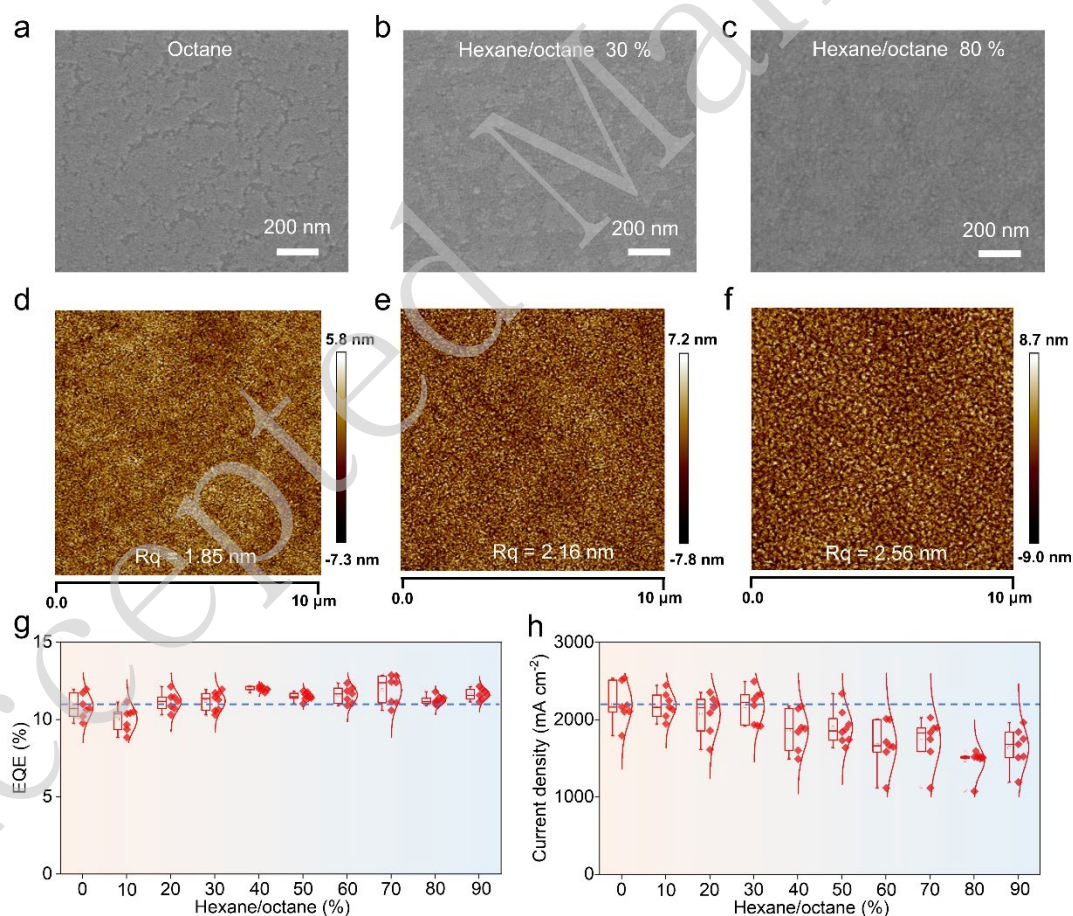 a
Octane
200 nm
b
Hexane/octane 30 %
200 nm
c
Hexane/octane 80 %
200 nm
d
5.8 nm
-7.3 nm
Rq = 1.85 nm
0.0
10 µm
e
7.2 nm
-7.8 nm
Rq = 2.16 nm
0.0
10 µm
f
8.7 nm
-9.0 nm
Rq = 2.56 nm
0.0
10 µm
g
15
10
5
0
EQE (%)
0 10 20 30 40 50 60 70 80 90
Hexane/octane (%)
h
3000
2000
1000
0
Current density (mA cm⁻²)
0 10 20 30 40 50 60 70 80 90
Hexane/octane (%)
ccepted Ma